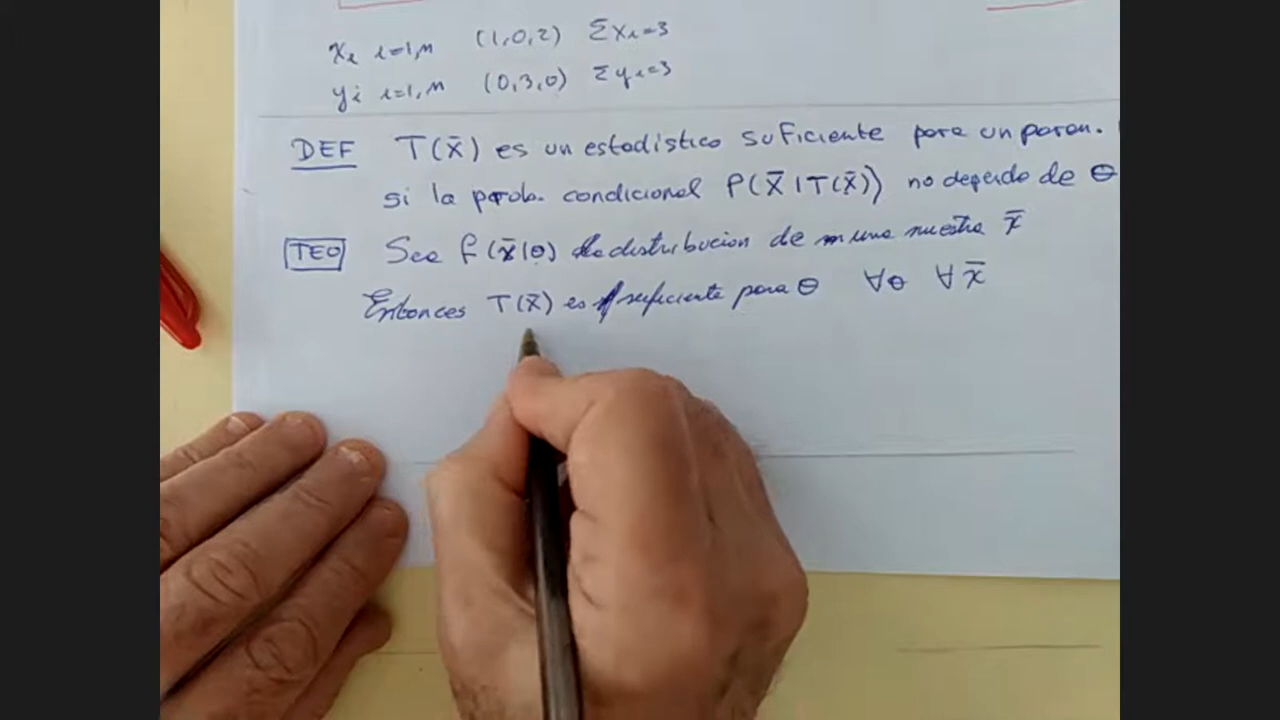 xi i=1,n (1,0,2) Σxi=3
yi i=1,n (0,3,0) Σyi=3
DEF T(x̄) es un estadístico suficiente para un param.
si la prob. condicional P(X̄|T(x̄)) no depende de θ
TEO Sea f(x̄|θ) la distribucion de una muestra x̄
Entonces T(x̄) es suficiente para θ ∀θ ∀x̄